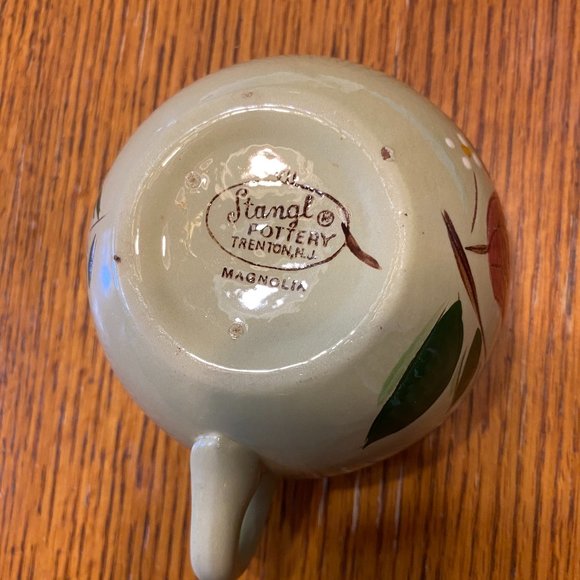 Stangl ®
POTTERY
TRENTON, N.J.
MAGNOLIA